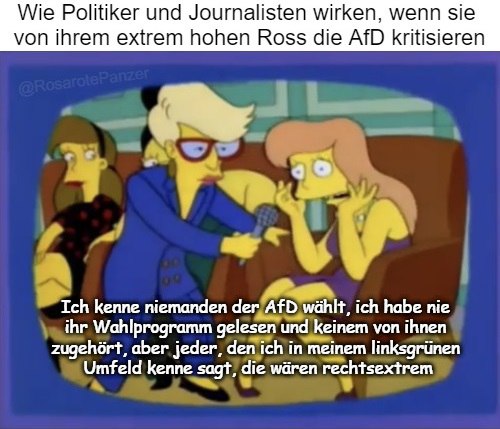 Wie Politiker und Journalisten wirken, wenn sie
von ihrem extrem hohen Ross die AfD kritisieren
@RosarotePanzer
Ich kenne niemanden der AfD wählt, ich habe nie
ihr Wahlprogramm gelesen und keinem von ihnen
zugehört, aber jeder, den ich in meinem linksgrünen
Umfeld kenne sagt, die wären rechtsextrem